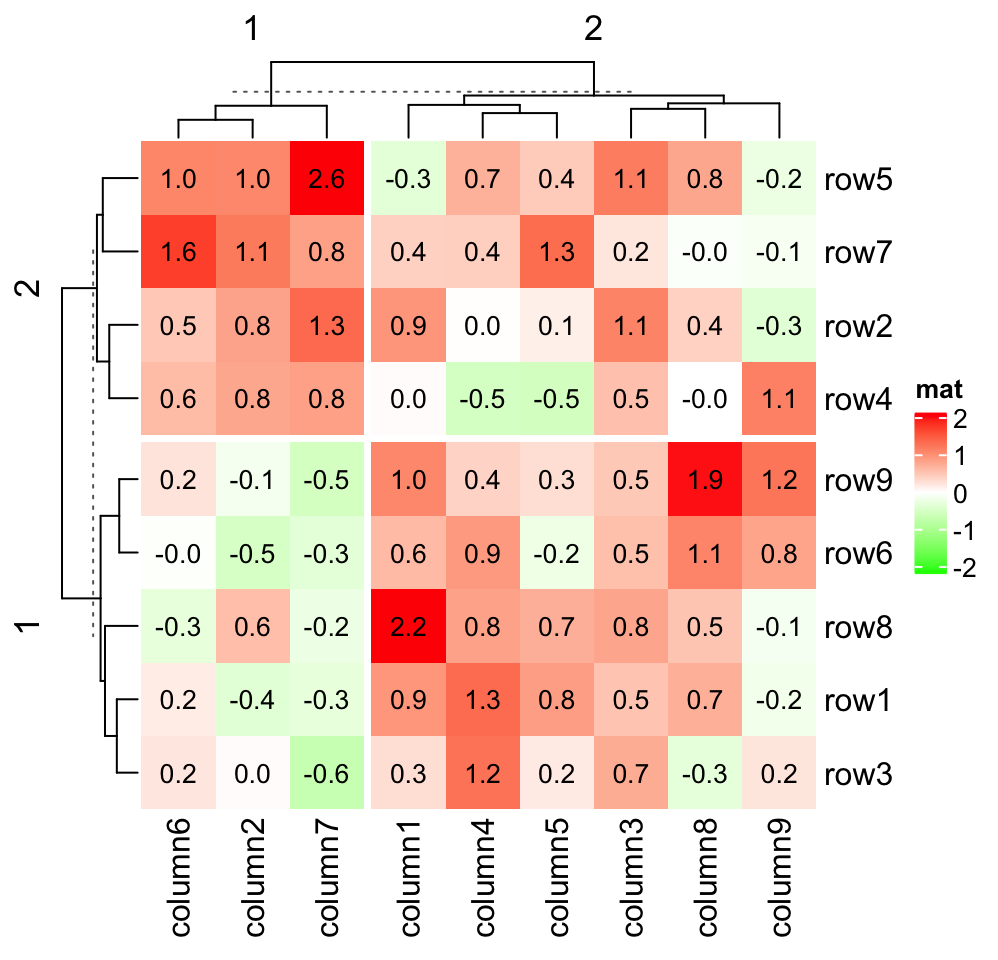 1 2
2
1.0 1.0 2.6 -0.3 0.7 0.4 1.1 0.8 -0.2 row5
1.6 1.1 0.8 0.4 0.4 1.3 0.2 -0.0 -0.1 row7
0.5 0.8 1.3 0.9 0.0 0.1 1.1 0.4 -0.3 row2
0.6 0.8 0.8 0.0 -0.5 -0.5 0.5 -0.0 1.1 row4
1
0.2 -0.1 -0.5 1.0 0.4 0.3 0.5 1.9 1.2 row9
-0.0 -0.5 -0.3 0.6 0.9 -0.2 0.5 1.1 0.8 row6
-0.3 0.6 -0.2 2.2 0.8 0.7 0.8 0.5 -0.1 row8
0.2 -0.4 -0.3 0.9 1.3 0.8 0.5 0.7 -0.2 row1
0.2 0.0 -0.6 0.3 1.2 0.2 0.7 -0.3 0.2 row3
column6 column2 column7 column1 column4 column5 column3 column8 column9
mat
2
1
0
-1
-2